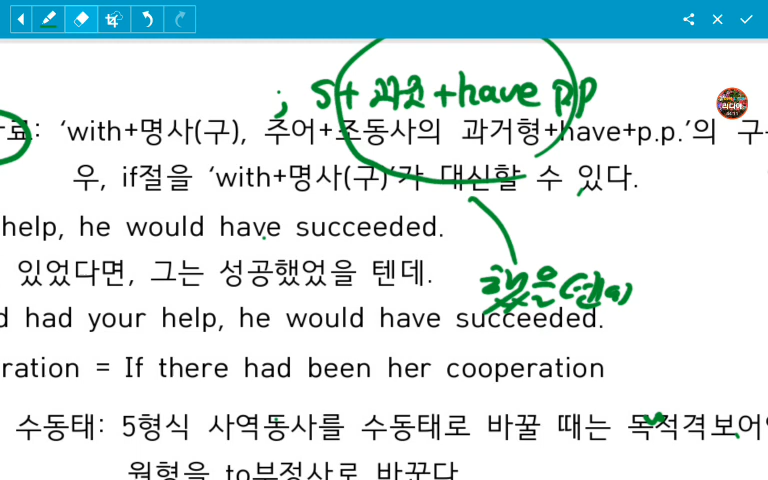 ; S+ 과조 +have pp
료: ‘with+명사(구), 주어+조동사의 과거형+have+p.p.’의 구
우, if절을 ‘with+명사(구)’가 대신할 수 있다.
help, he would have succeeded.
있었다면, 그는 성공했었을 텐데.
했을텐데
d had your help, he would have succeeded.
ration = If there had been her cooperation
수동태: 5형식 사역동사를 수동태로 바꿀 때는 목적격보어
원형을 to부정사로 바꾼다